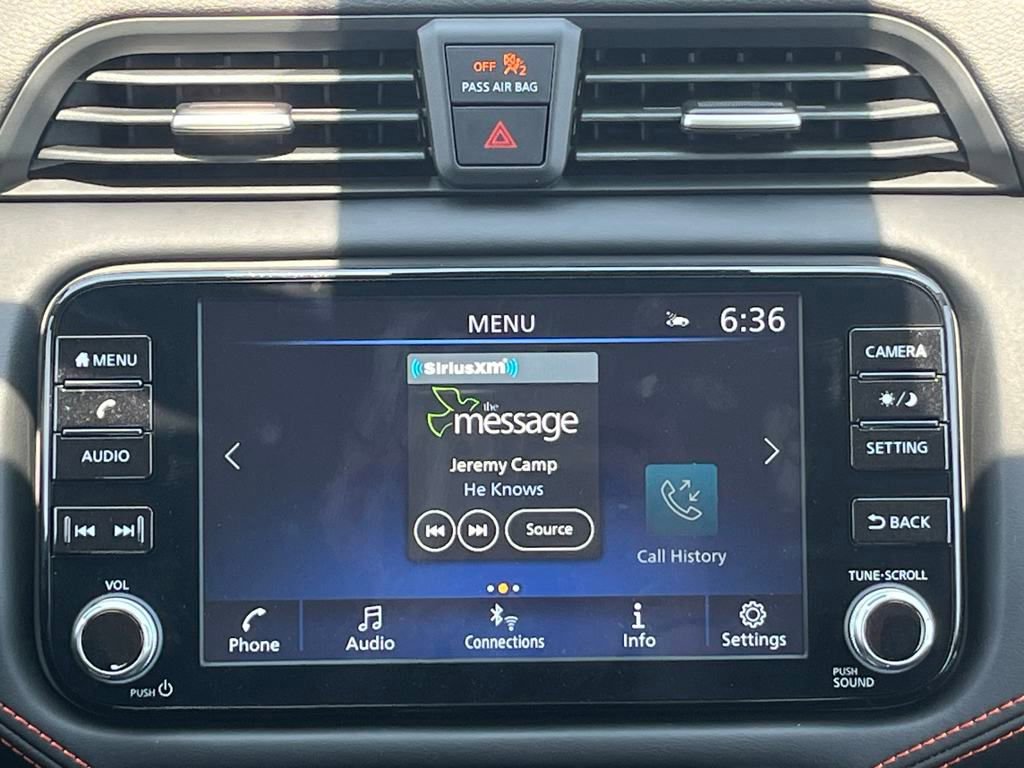 OFF 2
PASS AIR BAG
MENU
6:36
MENU
AUDIO
VOL
PUSH
SiriusXM
the
message
Jeremy Camp
He Knows
Source
Call History
Phone
Audio
Connections
Info
Settings
CAMERA
SETTING
BACK
TUNE·SCROLL
PUSH
SOUND